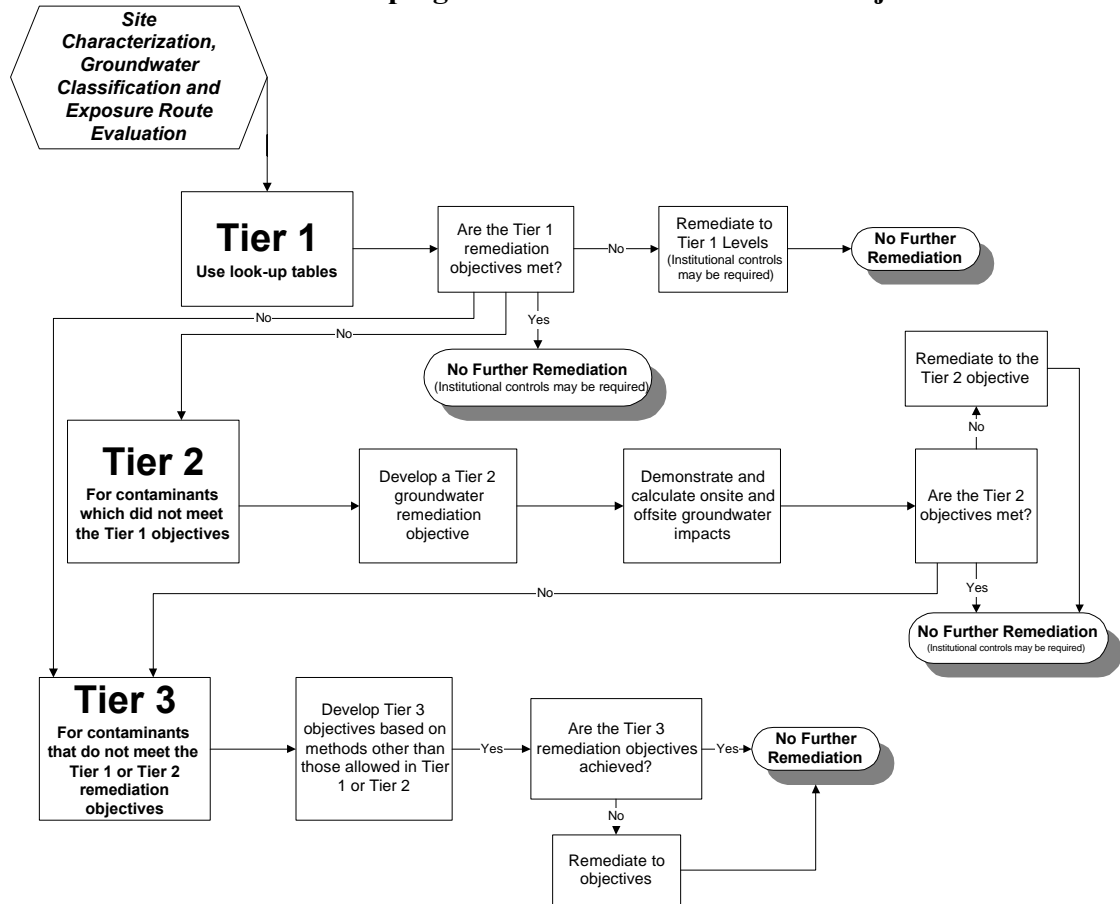 Site
Characterization,
Groundwater
Classification and
Exposure Route
Evaluation
Tier 1
Use look-up tables
Are the Tier 1
remediation
objectives met?
No
Remediate to
Tier 1 Levels
(Institutional controls
may be required)
No Further
Remediation
No
No
Yes
No Further Remediation
(Institutional controls may be required)
Remediate to the
Tier 2 objective
No
Tier 2
For contaminants
which did not meet
the Tier 1 objectives
Develop a Tier 2
groundwater
remediation
objective
Demonstrate and
calculate onsite and
offsite groundwater
impacts
Are the Tier 2
objectives met?
Yes
No
No Further Remediation
(Institutional controls may be required)
Tier 3
For contaminants
that do not meet the
Tier 1 or Tier 2
remediation
objectives
Develop Tier 3
objectives based on
methods other than
those allowed in Tier
1 or Tier 2
Yes
Are the Tier 3
remediation objectives
achieved?
Yes
No Further
Remediation
No
Remediate to
objectives